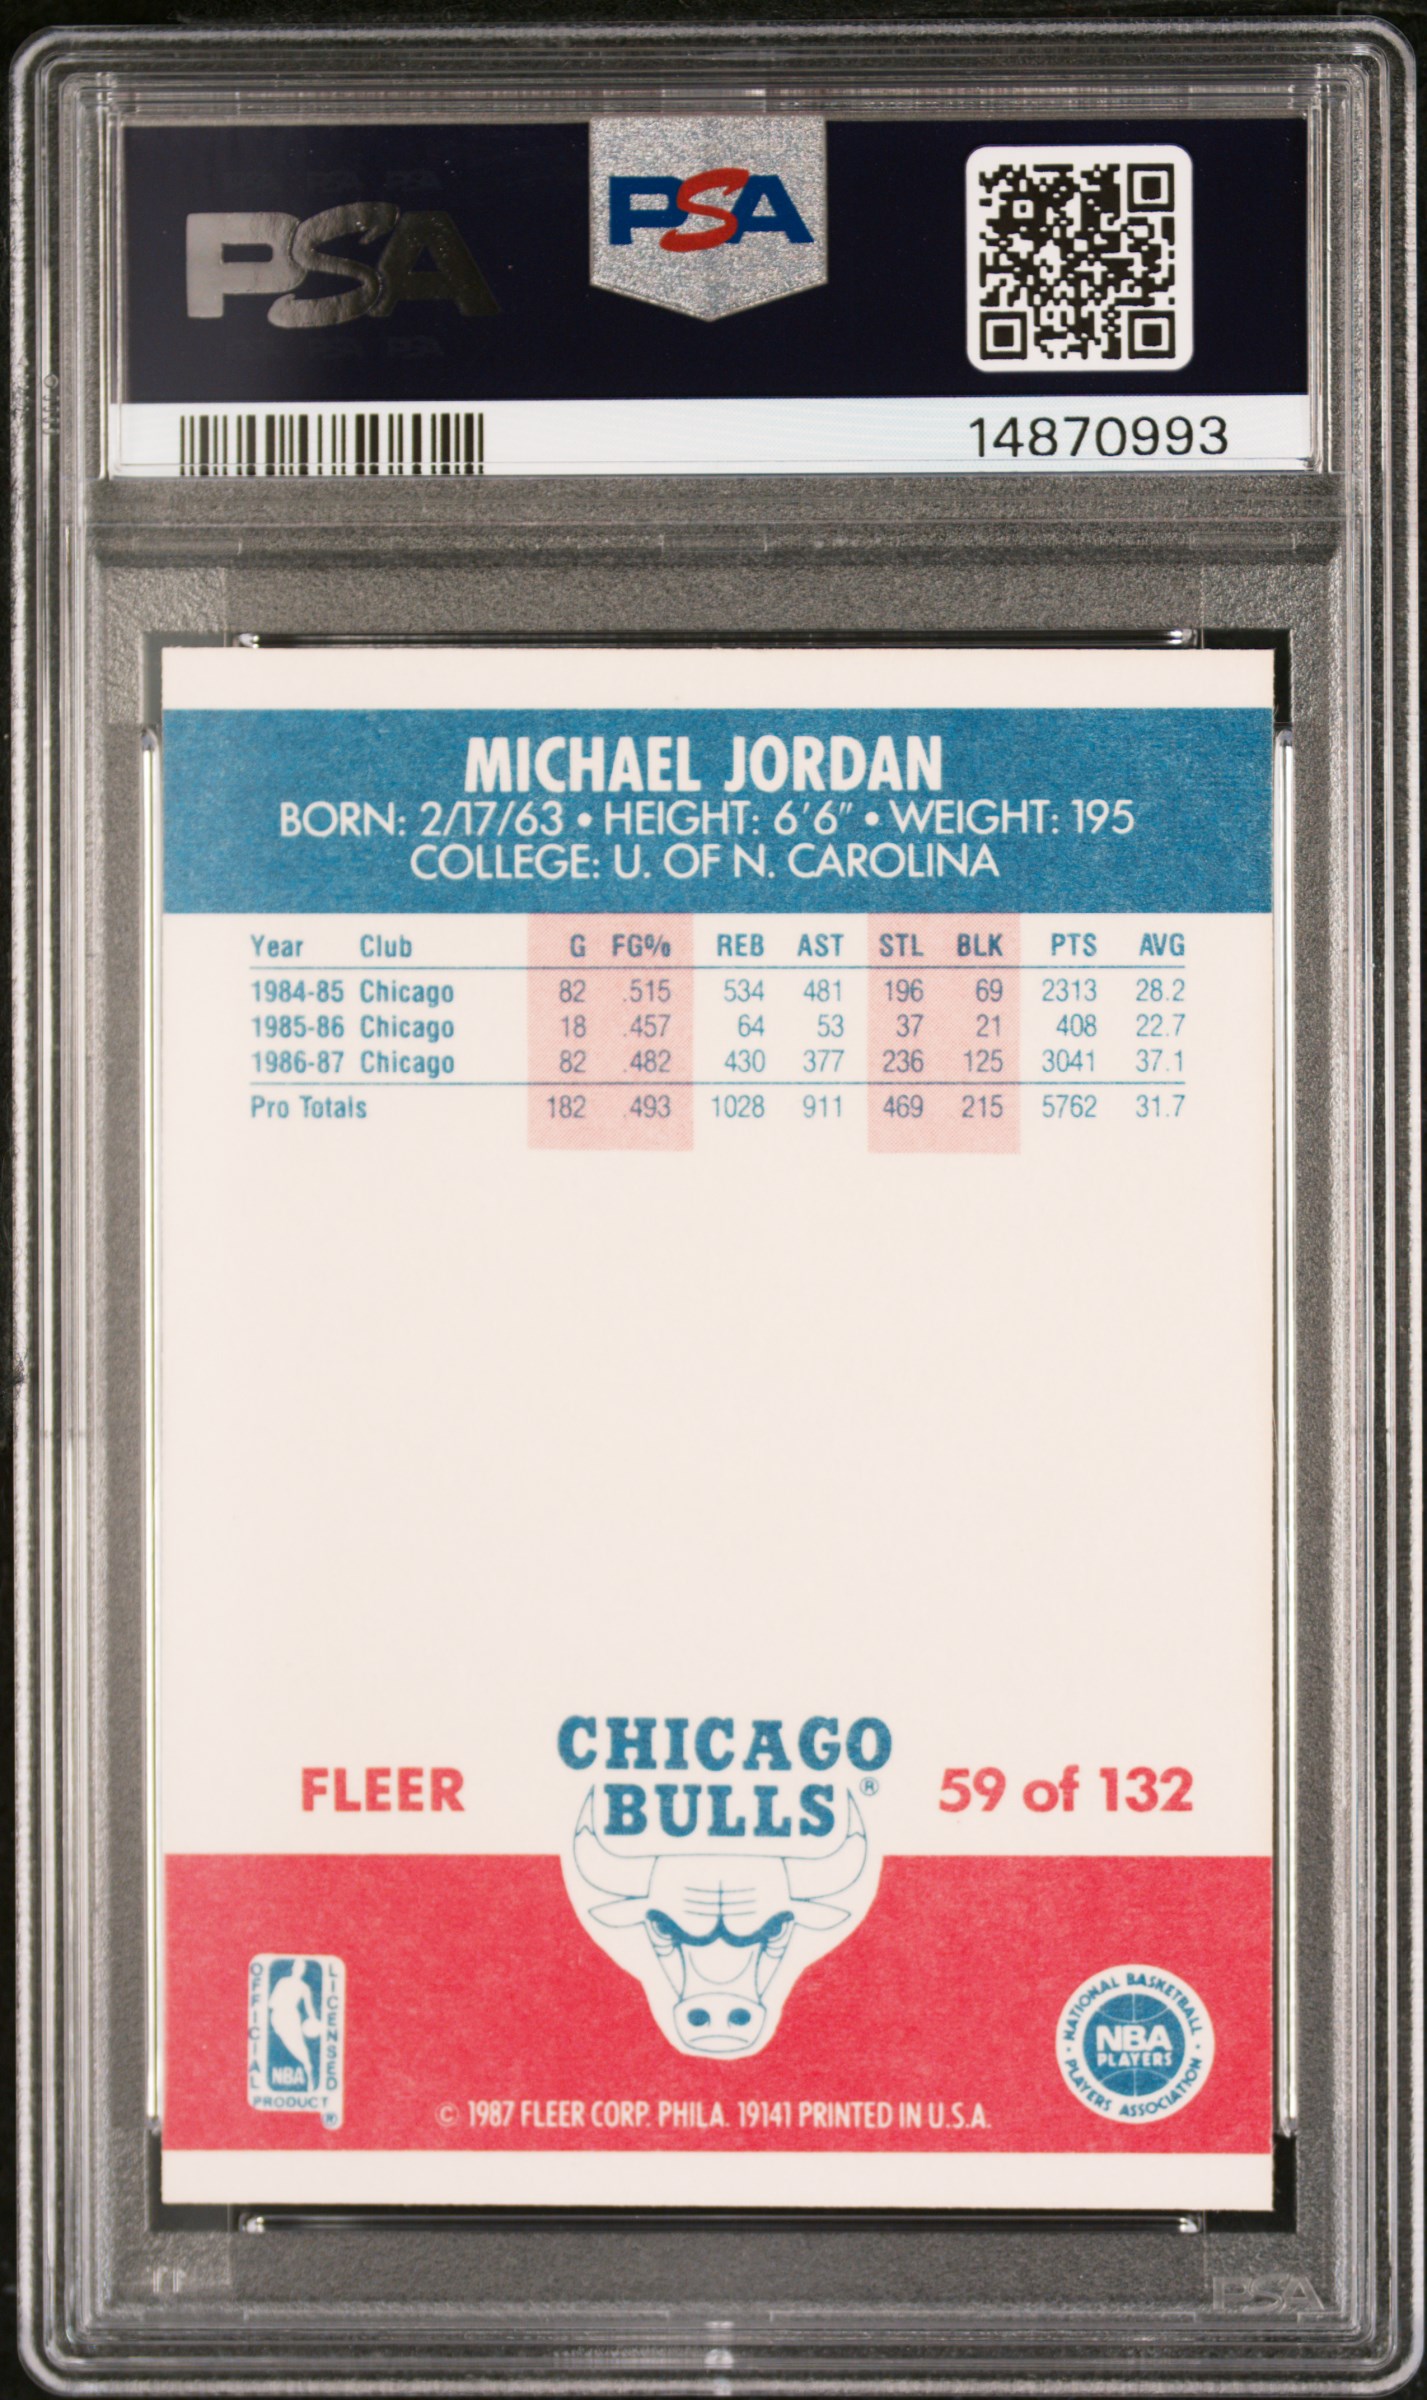 PSA
PSA
14870993
MICHAEL JORDAN
BORN: 2/17/63 • HEIGHT: 6'6" • WEIGHT: 195
COLLEGE: U. OF N. CAROLINA
Year Club G FG% REB AST STL BLK PTS AVG
1984-85 Chicago 82 .515 534 481 196 69 2313 28.2
1985-86 Chicago 18 .457 64 53 37 21 408 22.7
1986-87 Chicago 82 .482 430 377 236 125 3041 37.1
Pro Totals 182 .493 1028 911 469 215 5762 31.7
CHICAGO
BULLS®
FLEER
59 of 132
OFFICIAL
LICENSED
NBA
PRODUCT
®
NATIONAL BASKETBALL
NBA
PLAYERS
PLAYERS ASSOCIATION
© 1987 FLEER CORP. PHILA. 19141 PRINTED IN U.S.A.
PSA